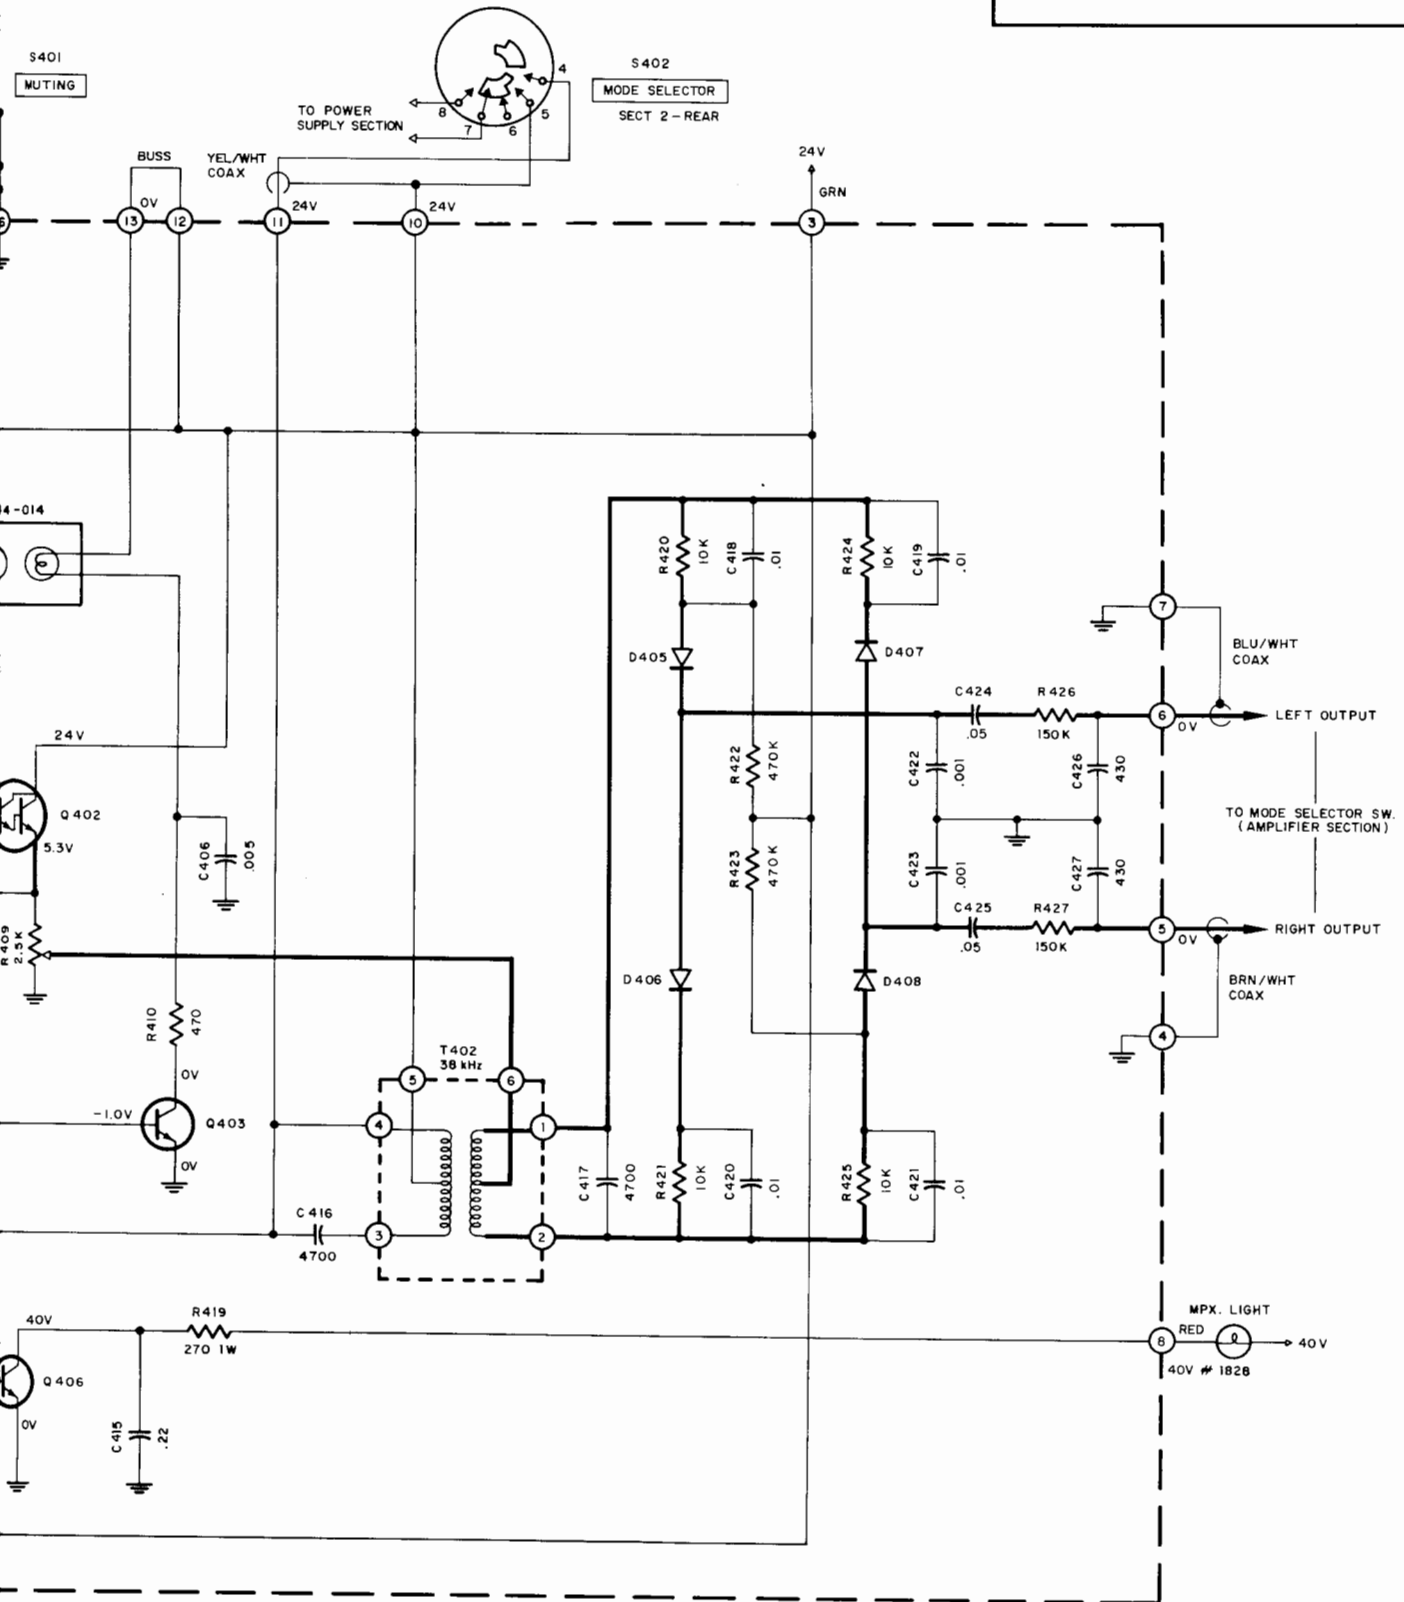 S401
MUTING
S402
MODE SELECTOR
SECT 2-REAR
4
5
6
7
8
TO POWER
SUPPLY SECTION
BUSS
YEL/WHT
COAX
24V
GRN
13
0V
12
11
24V
10
24V
3
4-014
R420
10K
C418
.01
R424
10K
C419
.01
D405
D407
7
BLU/WHT
COAX
C424
.05
R426
150K
6
0V
LEFT OUTPUT
24V
Q402
5.3V
R422
470K
C422
.001
C426
430
TO MODE SELECTOR SW.
(AMPLIFIER SECTION)
C406
.005
R423
470K
C423
.001
C427
430
R409
2.5K
C425
.05
R427
150K
5
0V
RIGHT OUTPUT
D406
D408
BRN/WHT
COAX
4
R410
470
0V
T402
38 kHz
5
6
-1.0V
Q403
0V
4
1
3
2
C416
4700
C417
4700
R421
10K
C420
.01
R425
10K
C421
.01
40V
R419
270 1W
MPX. LIGHT
8
RED
40V
40V # 1828
Q406
0V
C415
.22